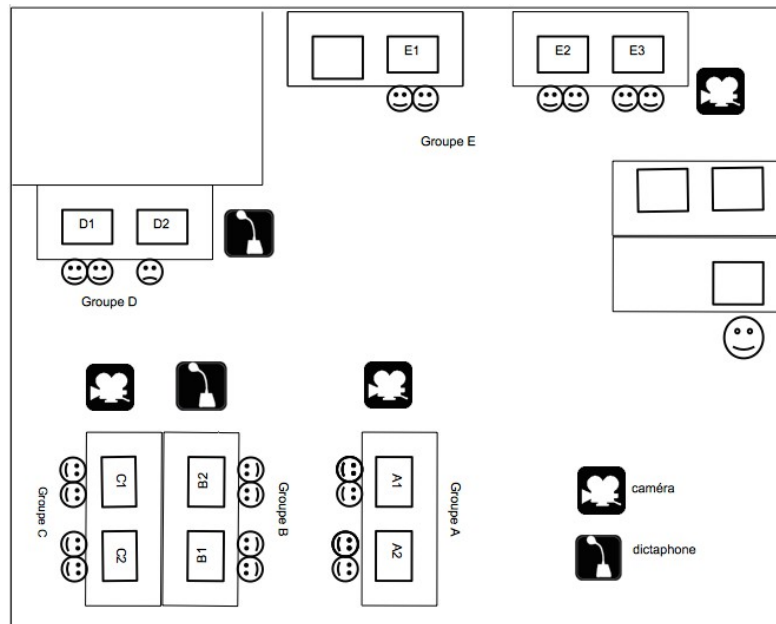 E1
E2
E3
Groupe E
D1
D2
Groupe D
C1
C2
Groupe C
B2
B1
Groupe B
A1
A2
Groupe A
caméra
dictaphone